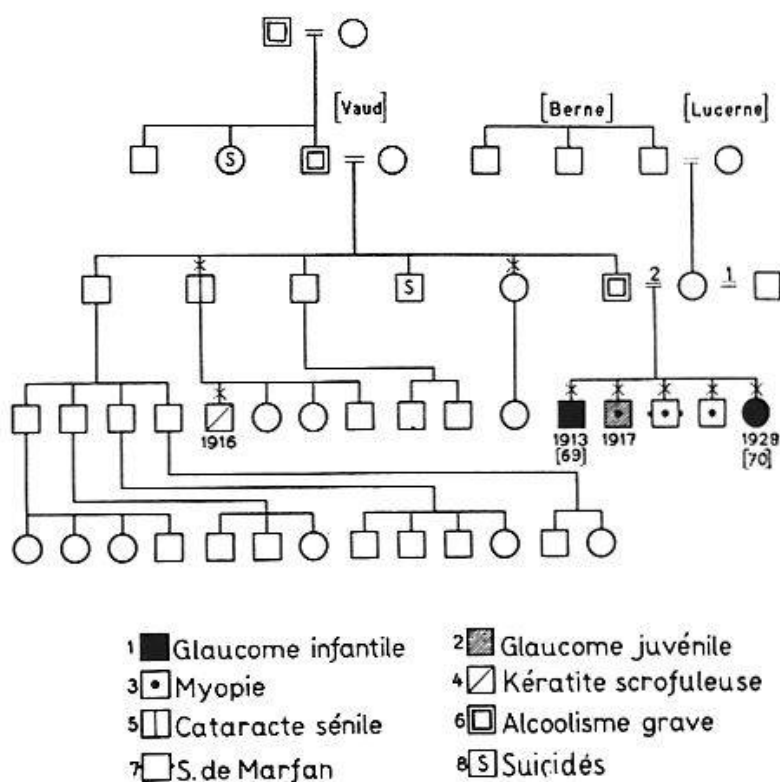 [Vaud] [Berne] [Lucerne]
S
S 2 1
1916 1913 1917 1928
[69] [70]
1 Glaucome infantile 2 Glaucome juvénile
3 Myopie 4 Kératite scrofuleuse
5 Cataracte sénile 6 Alcoolisme grave
7 S. de Marfan 8 S Suicidés